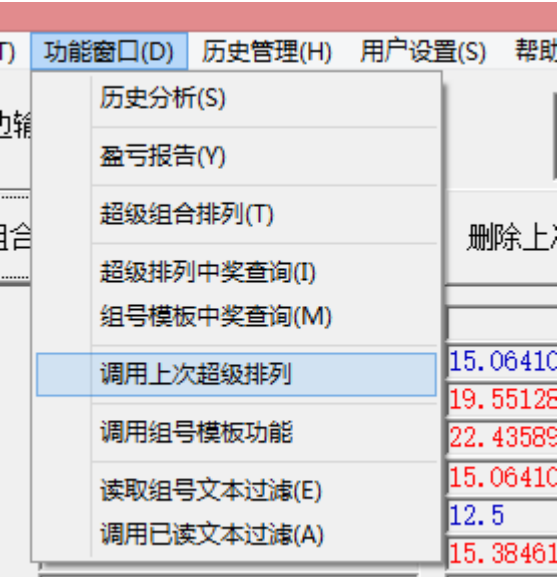 T) 功能窗口(D) 历史管理(H) 用户设置(S) 帮助
历史分析(S)
盈亏报告(Y)
超级组合排列(T)
删除上
超级排列中奖查询(I)
组号模板中奖查询(M)
调用上次超级排列
15.06410
19.55128
调用组号模板功能
22.43589
读取组号文本过滤(E)
15.06410
12.5
调用已读文本过滤(A)
15.38461